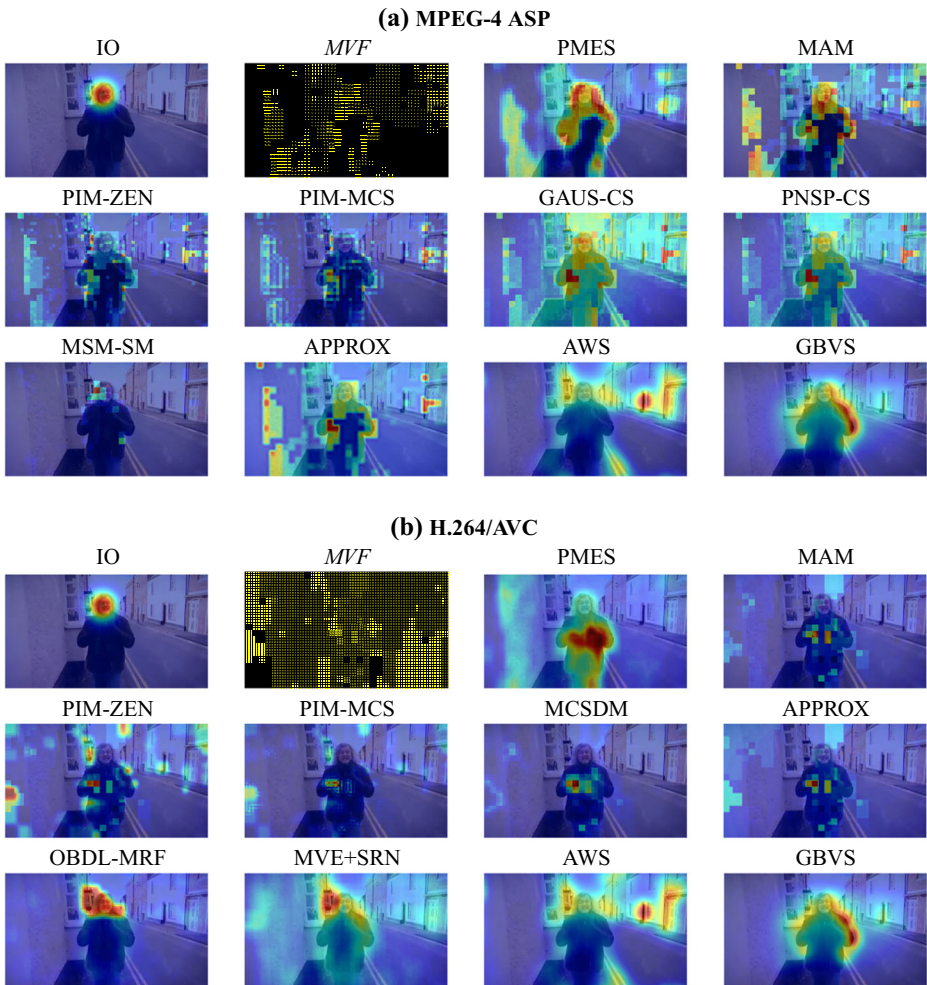 (a) MPEG-4 ASP
IO MVF PMES MAM
PIM-ZEN PIM-MCS GAUS-CS PNSP-CS
MSM-SM APPROX AWS GBVS
(b) H.264/AVC
IO MVF PMES MAM
PIM-ZEN PIM-MCS MCSDM APPROX
OBDL-MRF MVE+SRN AWS GBVS